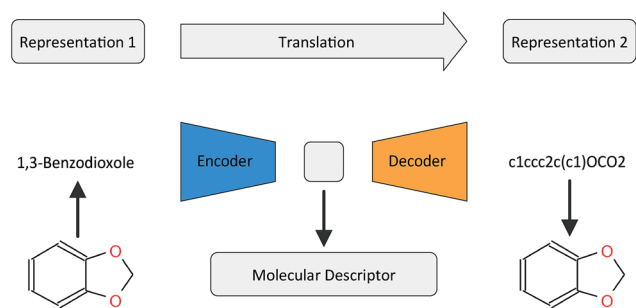 Representation 1
Translation
Representation 2
1,3-Benzodioxole
Encoder
Decoder
c1ccc2c(c1)OCO2
Molecular Descriptor
O
O
O
O